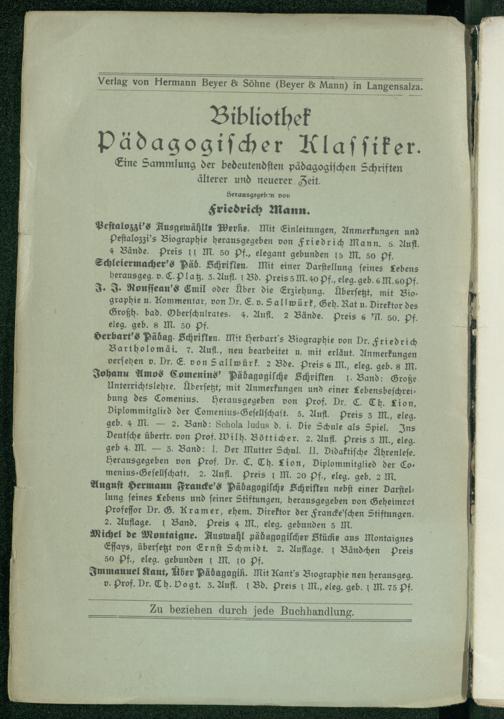 Verlag von Hermann Beyer & Söhne (Beyer & Mann) in Langensalza.
Bibliothek
Pädagogischer Klassiker.
Eine Sammlung der bedeutendsten pädagogischen Schriften
älterer und neuerer Zeit.
Herausgegeben von
Friedrich Mann.
Pestalozzi's Ausgewählte Werke. Mit Einleitungen, Anmerkungen und
Pestalozzi's Biographie herausgegeben von Friedrich Mann. 5. Aufl.
4 Bände. Preis 11 M. 50 Pf., elegant gebunden 15 M. 50 Pf.
Schleiermacher's Päd. Schriften. Mit einer Darstellung seines Lebens
herausgeg. v. C. Platz. 3. Aufl. 1 Bd. Preis 5 M. 40 Pf., eleg. geb. 6 M. 60 Pf.
J. J. Rousseau's Emil oder Über die Erziehung. Übersetzt, mit Bio-
graphie u. Kommentar, von Dr. E. v. Sallwürk, Geh. Rat u. Direktor des
Großh. bad. Oberschulrates. 4. Aufl. 2 Bände. Preis 6 M. 50. Pf.
eleg. geb. 8 M. 50 Pf.
Herbart's Pädag. Schriften. Mit Herbart's Biographie von Dr. Friedrich
Bartholomäi. 7. Aufl., neu bearbeitet u. mit erläut. Anmerkungen
versehen v. Dr. E. von Sallwürk. 2 Bde. Preis 6 M., eleg. geb. 8 M.
Johann Amos Comenius' Pädagogische Schriften 1. Band: Große
Unterrichtslehre. Übersetzt, mit Anmerkungen und einer Lebensbeschrei-
bung des Comenius. Herausgegeben von Prof. Dr. C. Th. Lion,
Diplommitglied der Comenius-Gesellschaft. 5. Aufl. Preis 3 M., eleg.
geb. 4 M. — 2. Band: Schola ludus d. i. Die Schule als Spiel. Ins
Deutsche übertr. von Prof. Wilh. Bötticher. 2. Aufl. Preis 3 M., eleg
geb 4 M. — 3. Band: I. Der Mutter Schul. II. Didaktische Ährenlese.
Herausgegeben von Prof. Dr. C. Th. Lion, Diplommitglied der Co-
menius-Gesellschaft. 2. Aufl. Preis 1 M. 20 Pf., eleg. geb. 2 M.
August Hermann Francke's Pädagogische Schriften nebst einer Darstel-
lung seines Lebens und seiner Stiftungen, herausgegeben von Geheimrat
Professor Dr. G. Kramer, ehem. Direktor der Francke'schen Stiftungen.
2. Auflage. 1 Band. Preis 4 M., eleg. gebunden 5 M.
Michel de Montaigne. Auswahl pädagogischer Stücke aus Montaignes
Essays, übersetzt von Ernst Schmidt. 2. Auflage. 1 Bändchen Preis
50 Pf., eleg. gebunden 1 M. 10 Pf.
Immanuel Kant, Über Pädagogik. Mit Kant's Biographie neu herausgeg.
v. Prof. Dr. Th. Vogt. 3. Aufl. 1 Bd. Preis 1 M., eleg. geb. 1 M. 75 Pf.
Zu beziehen durch jede Buchhandlung.